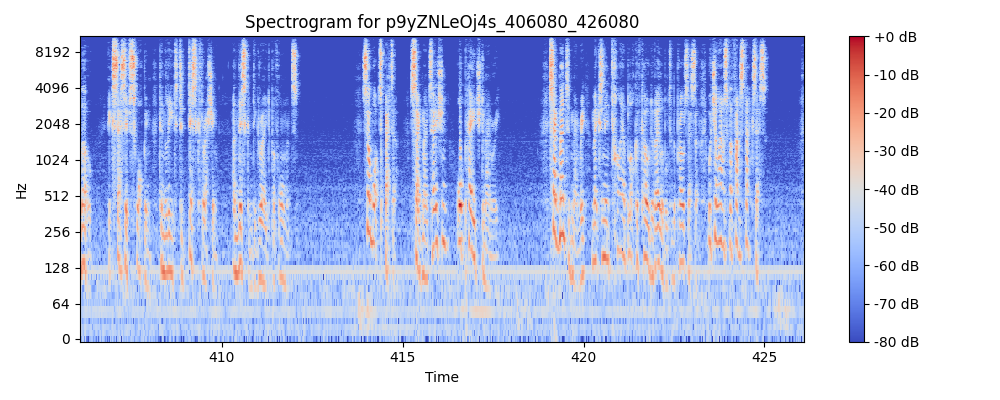 Spectrogram for p9yZNLeOj4s_406080_426080
Hz
8192
4096
2048
1024
512
256
128
64
0
410
415
420
425
Time
+0 dB
-10 dB
-20 dB
-30 dB
-40 dB
-50 dB
-60 dB
-70 dB
-80 dB